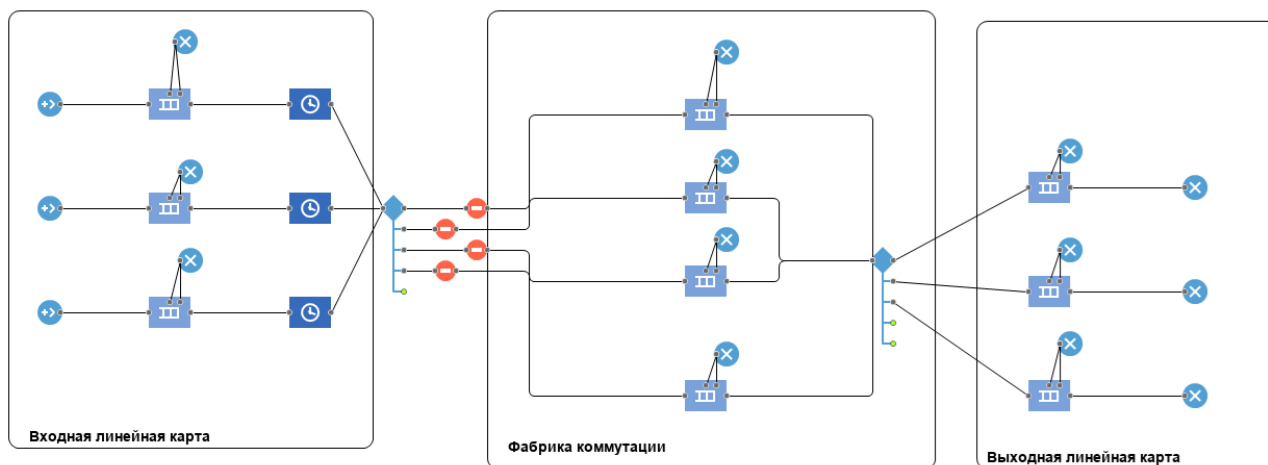 Входная линейная карта
Фабрика коммутации
Выходная линейная карта